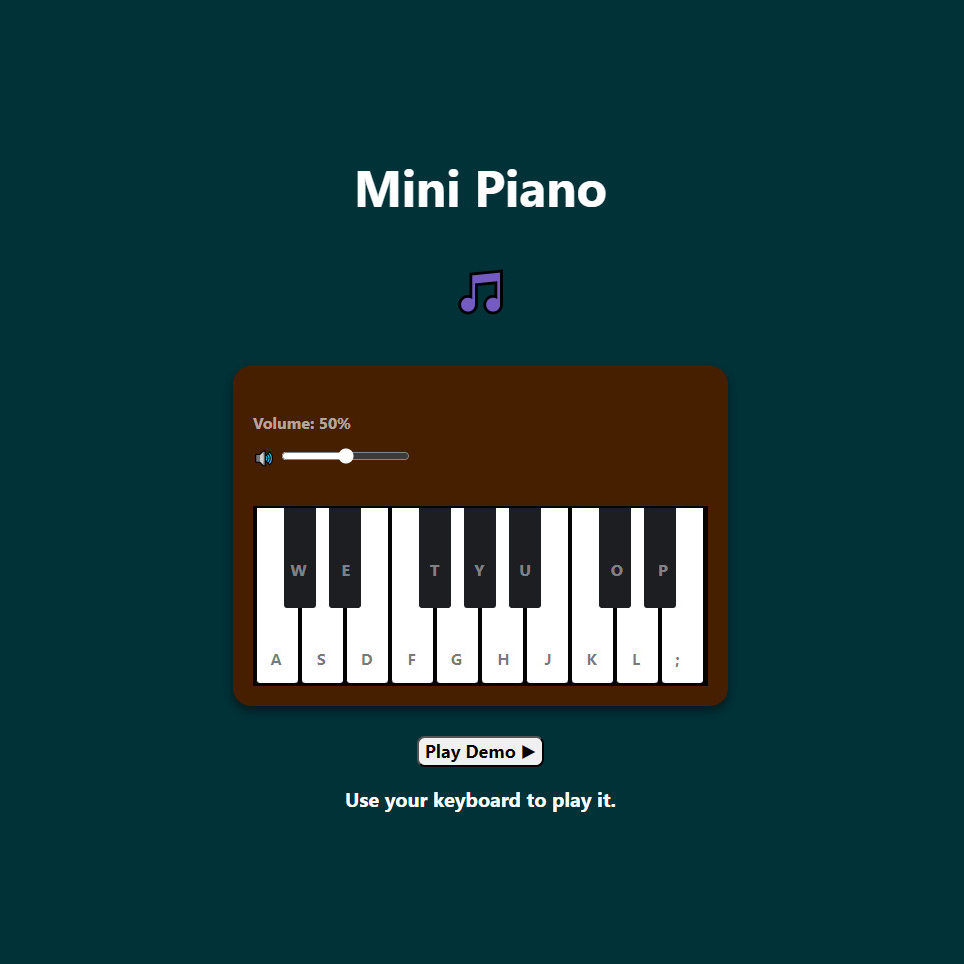 Mini Piano
Volume: 50%
W E T Y U O P
A S D F G H J K L ;
Play Demo ▶
Use your keyboard to play it.